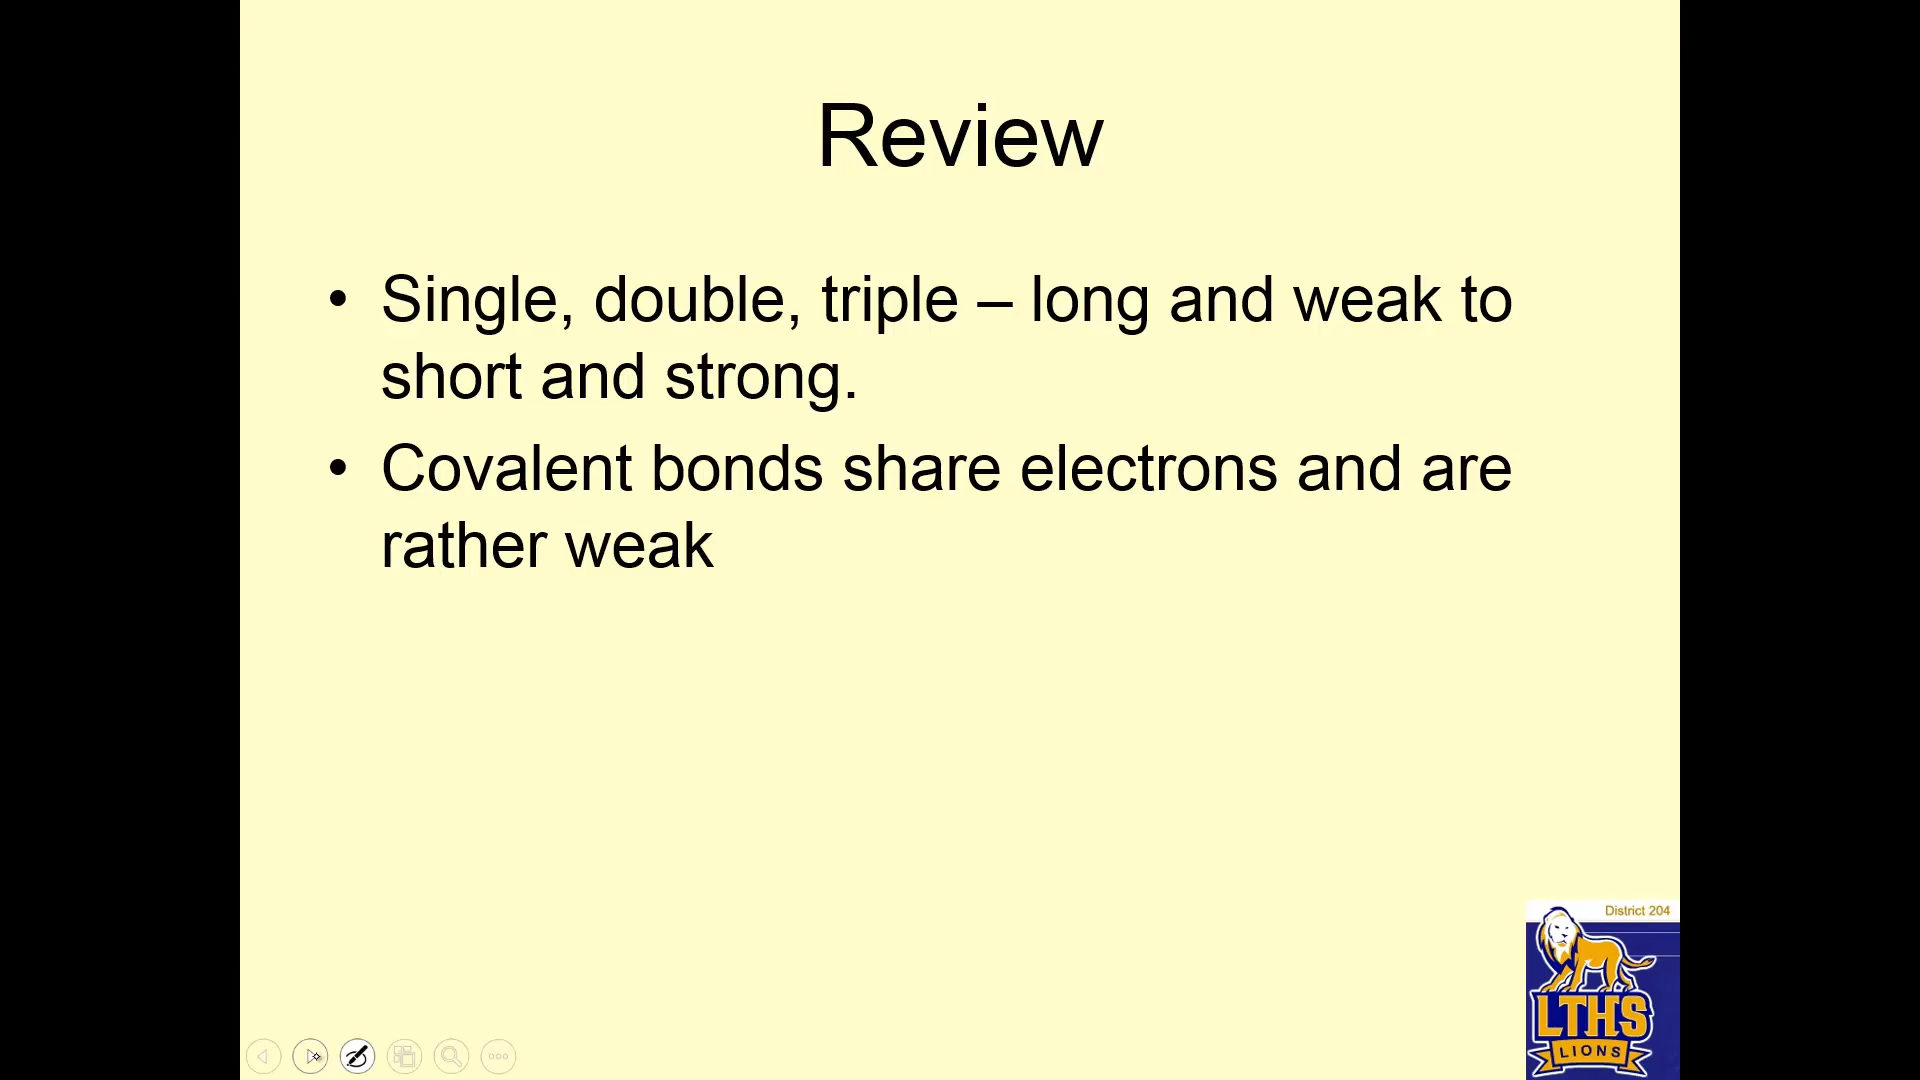 Review
• Single, double, triple – long and weak to
short and strong.
• Covalent bonds share electrons and are
rather weak
District 204
LTHS
LIONS